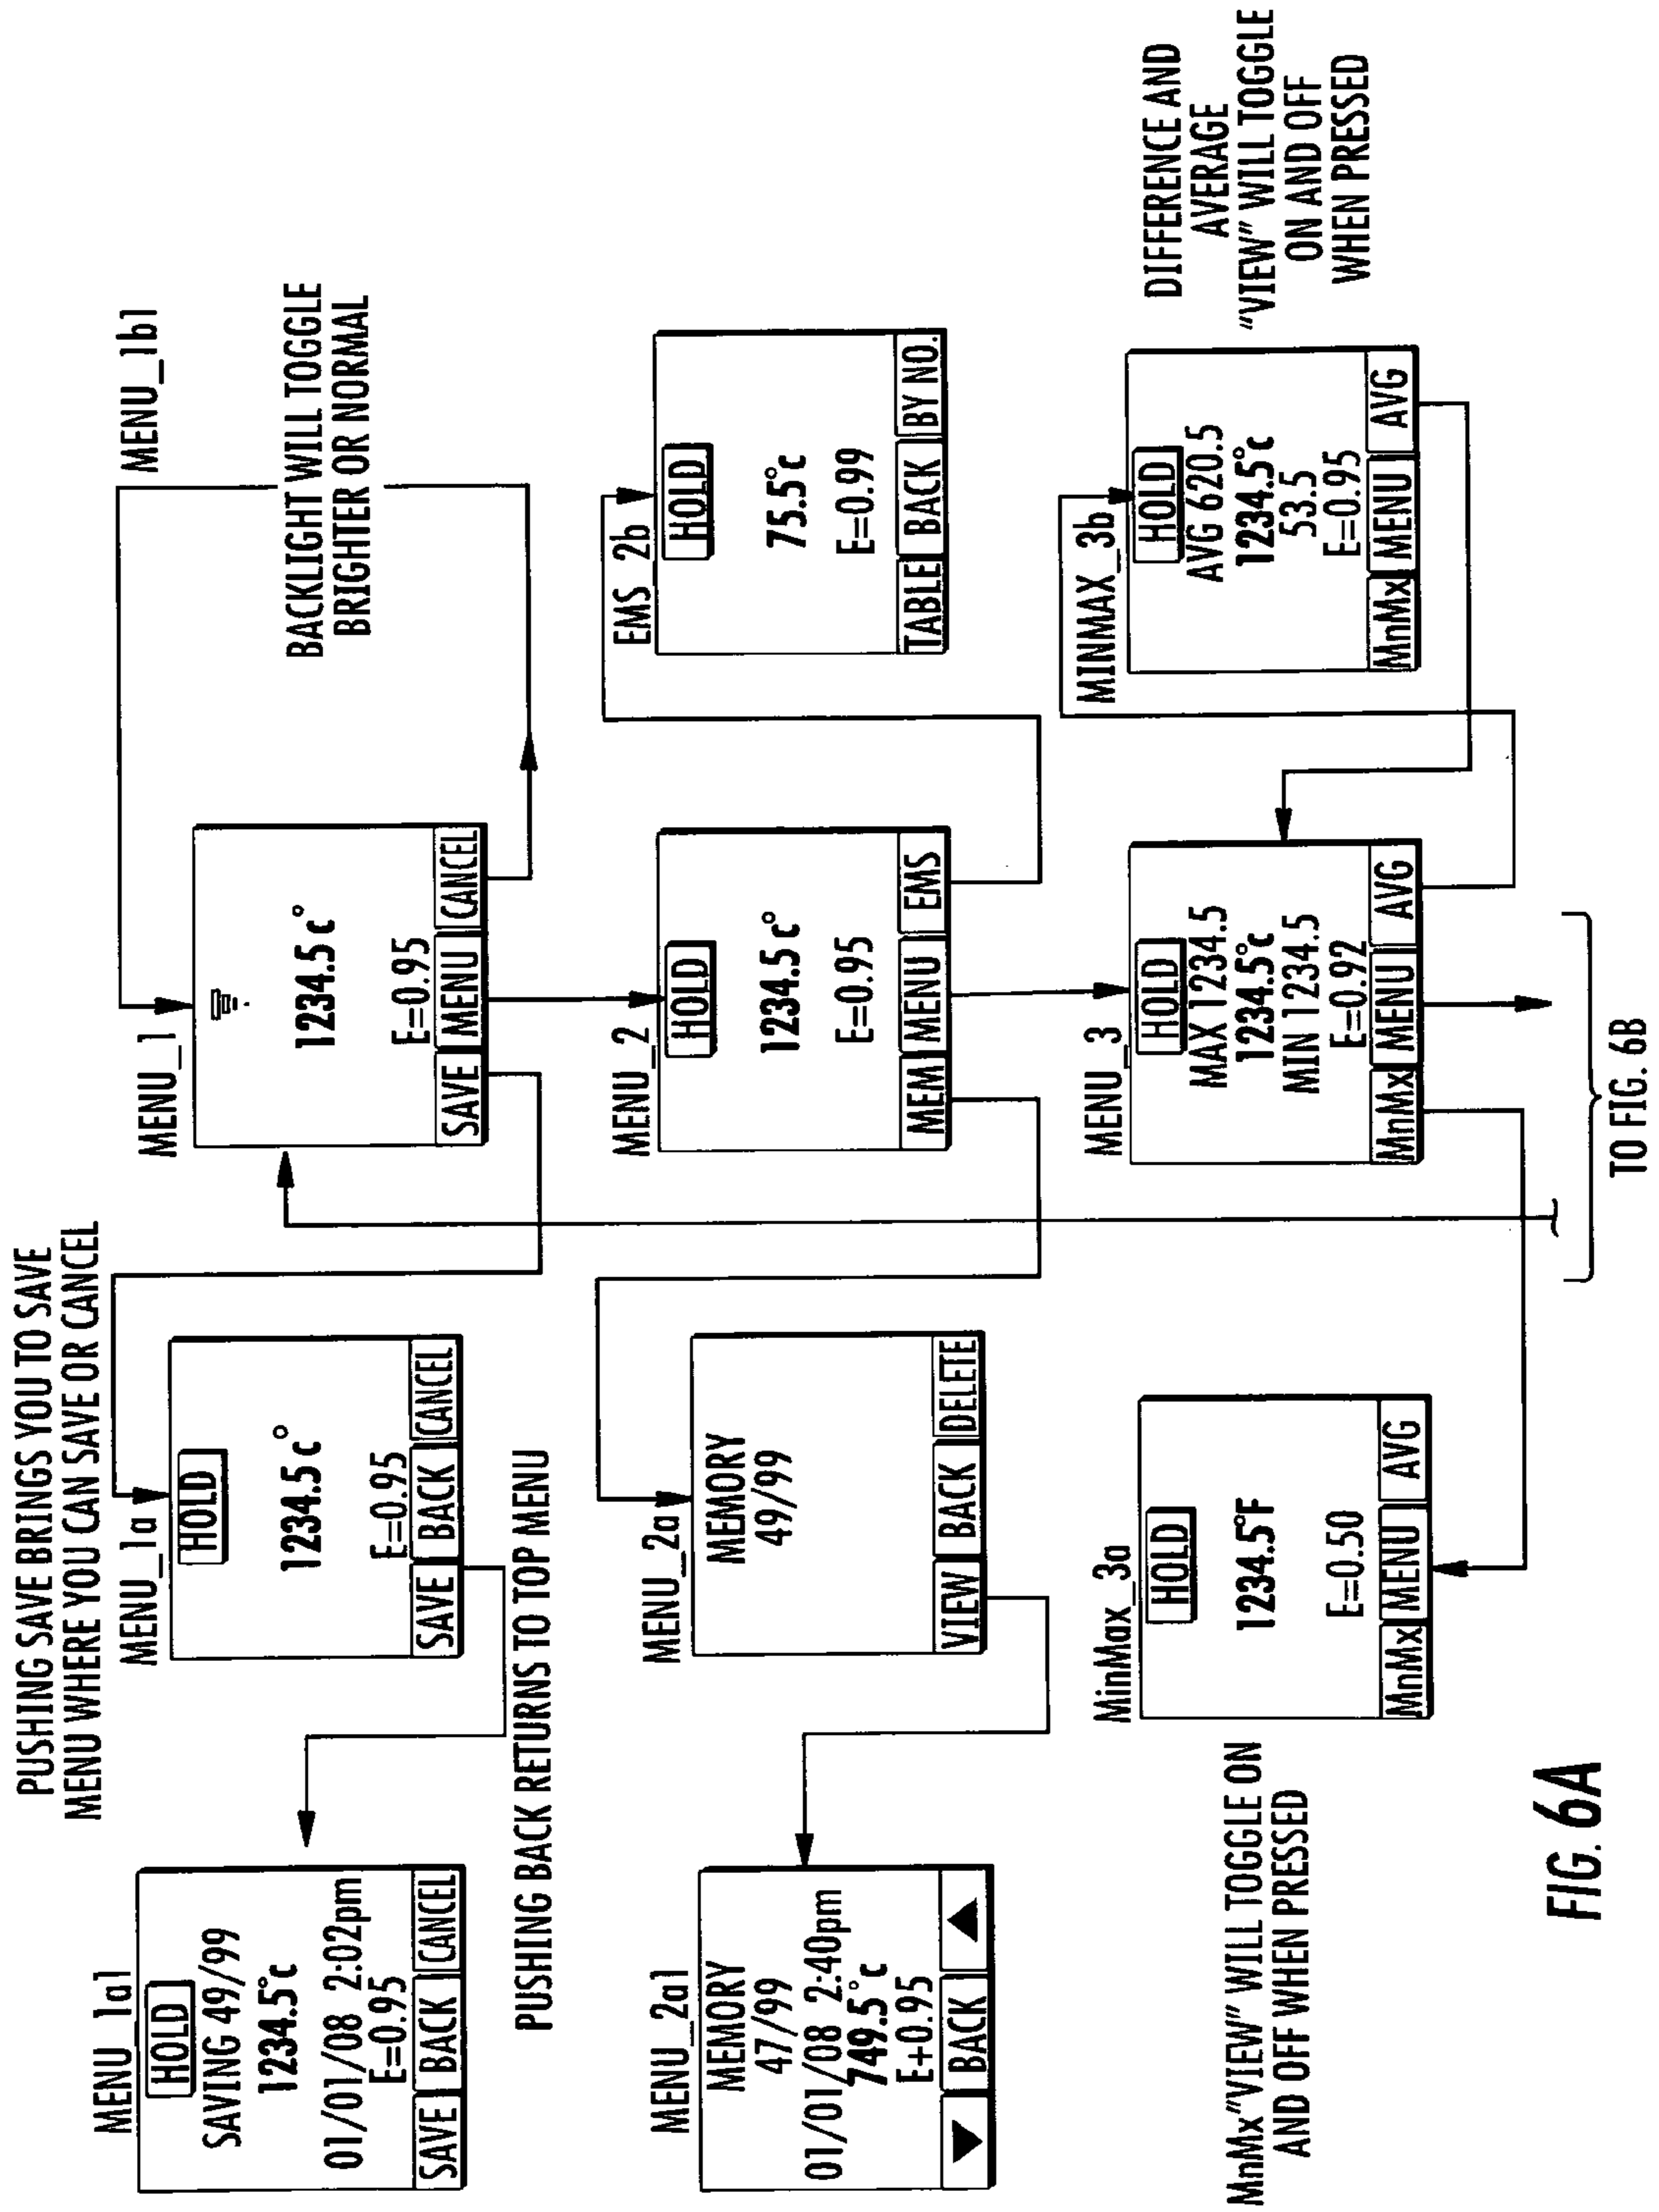 PUSHING SAVE BRINGS YOU TO SAVE
MENU WHERE YOU CAN SAVE OR CANCEL
MENU_1a1
HOLD
SAVING 49/99
1234.5°c
01/01/08 2:02pm
E=0.95
SAVE BACK CANCEL
MENU_1a
HOLD
1234.5c°
E=0.95
SAVE BACK CANCEL
PUSHING BACK RETURNS TO TOP MENU
MENU_1
1234.5c°
E=0.95
SAVE MENU CANCEL
MENU_1b1
BACKLIGHT WILL TOGGLE
BRIGHTER OR NORMAL
MENU_2a1
MEMORY
47/99
01/01/08 2:40pm
749.5°c
E+0.95
▼ BACK ▲
MENU_2a
MEMORY
49/99
VIEW BACK DELETE
MENU_2
HOLD
1234.5c°
E=0.95
MEM MENU EMS
EMS_2b
HOLD
75.5°c
E=0.99
TABLE BACK BY NO.
MnMx"VIEW" WILL TOGGLE ON
AND OFF WHEN PRESSED
MinMax_3a
HOLD
1234.5°F
E=0.50
MnMx MENU AVG
MENU_3
HOLD
MAX 1234.5
1234.5°c
MIN 1234.5
E=0.92
MnMx MENU AVG
MINMAX_3b
HOLD
AVG 620.5
1234.5°c
53.5
E=0.95
MnMx MENU AVG
DIFFERENCE AND
AVERAGE
"VIEW" WILL TOGGLE
ON AND OFF
WHEN PRESSED
TO FIG. 6B
FIG. 6A